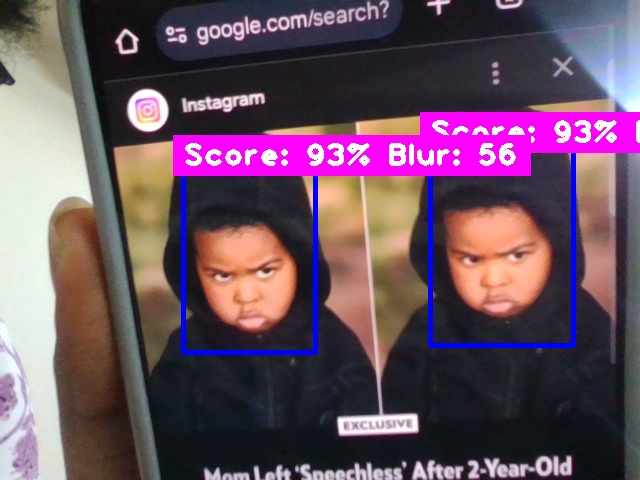 google.com/search?
Instagram
Score: 93%
Score: 93% Blur: 56
EXCLUSIVE
Mom Left 'Speechless' After 2-Year-Old